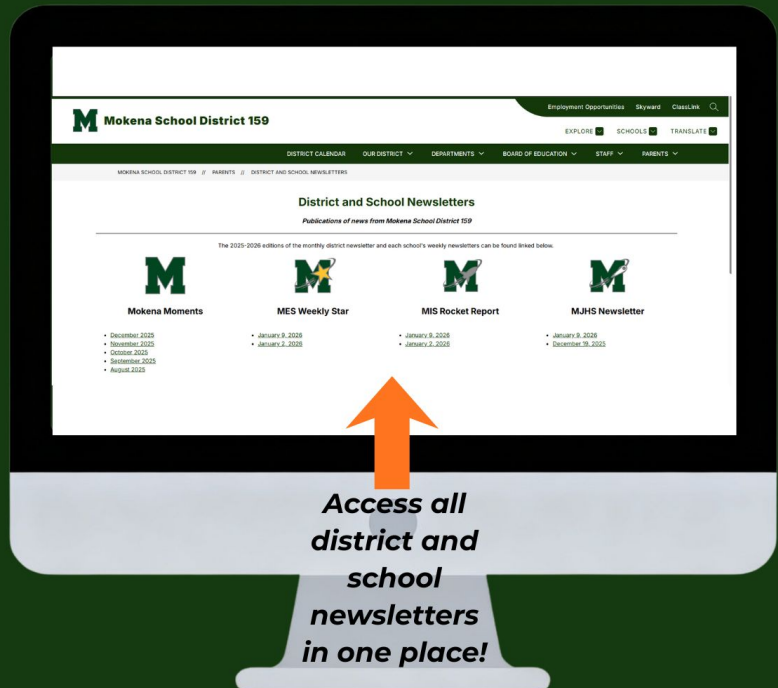 Employment Opportunities Skyward ClassLink
M Mokena School District 159
EXPLORE SCHOOLS TRANSLATE
DISTRICT CALENDAR OUR DISTRICT DEPARTMENTS BOARD OF EDUCATION STAFF PARENTS
MOKENA SCHOOL DISTRICT 159 // PARENTS // DISTRICT AND SCHOOL NEWSLETTERS
District and School Newsletters
Publications of news from Mokena School District 159
The 2025-2026 editions of the monthly district newsletter and each school's weekly newsletters can be found linked below.
M M M M
Mokena Moments MES Weekly Star MIS Rocket Report MJHS Newsletter
• December 2025 • January 9, 2026 • January 9, 2026 • January 9, 2026
• November 2025 • January 2, 2026 • January 2, 2026 • December 19, 2025
• October 2025
• September 2025
• August 2025
Access all
district and
school
newsletters
in one place!